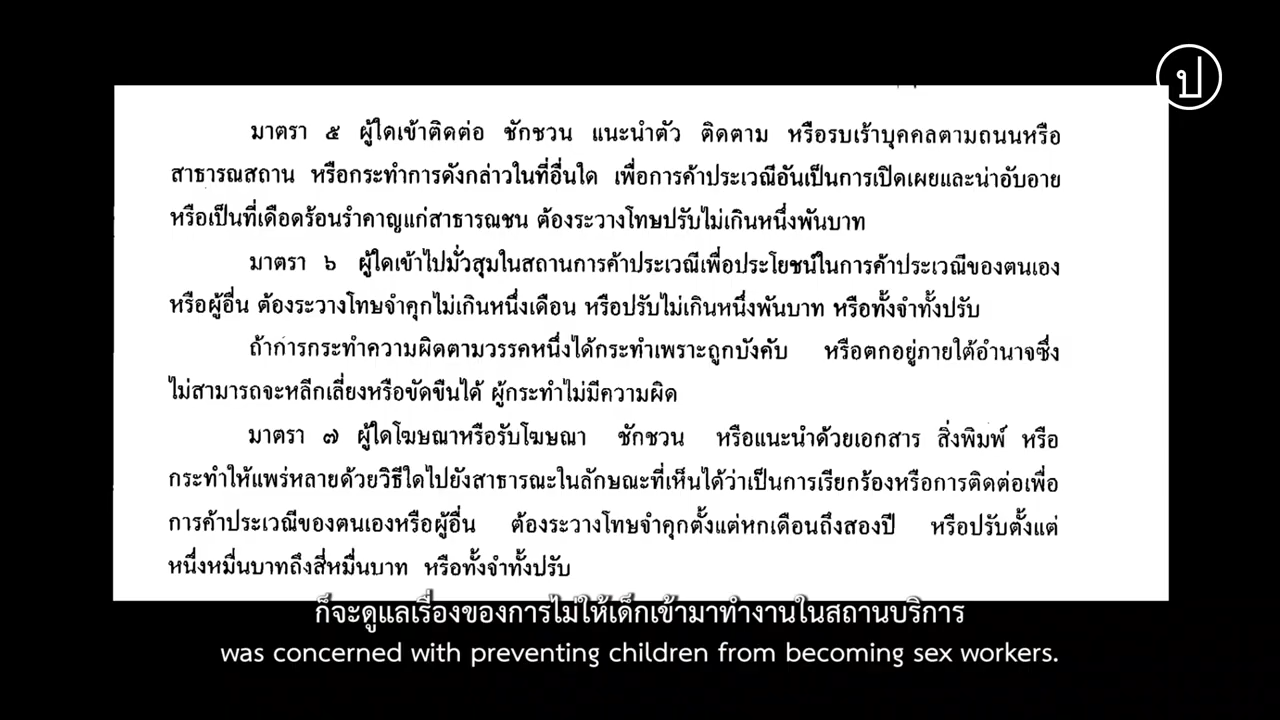 ป
มาตรา ๕ ผู้ใดเข้าติดต่อ ชักชวน แนะนำตัว ติดตาม หรือรบเร้าบุคคลตามถนนหรือ
สาธารณสถาน หรือกระทำการดังกล่าวในที่อื่นใด เพื่อการค้าประเวณีอันเป็นการเปิดเผยและน่าอับอาย
หรือเป็นที่เดือดร้อนรำคาญแก่สาธารณชน ต้องระวางโทษปรับไม่เกินหนึ่งพันบาท
มาตรา ๖ ผู้ใดเข้าไปมั่วสุมในสถานการค้าประเวณีเพื่อประโยชน์ในการค้าประเวณีของตนเอง
หรือผู้อื่น ต้องระวางโทษจำคุกไม่เกินหนึ่งเดือน หรือปรับไม่เกินหนึ่งพันบาท หรือทั้งจำทั้งปรับ
ถ้าการกระทำความผิดตามวรรคหนึ่งได้กระทำเพราะถูกบังคับ หรือตกอยู่ภายใต้อำนาจซึ่ง
ไม่สามารถจะหลีกเลี่ยงหรือขัดขืนได้ ผู้กระทำไม่มีความผิด
มาตรา ๗ ผู้ใดโฆษณาหรือรับโฆษณา ชักชวน หรือแนะนำด้วยเอกสาร สิ่งพิมพ์ หรือ
กระทำให้แพร่หลายด้วยวิธีใดไปยังสาธารณะในลักษณะที่เห็นได้ว่าเป็นการเรียกร้องหรือการติดต่อเพื่อ
การค้าประเวณีของตนเองหรือผู้อื่น ต้องระวางโทษจำคุกตั้งแต่หกเดือนถึงสองปี หรือปรับตั้งแต่
หนึ่งหมื่นบาทถึงสี่หมื่นบาท หรือทั้งจำทั้งปรับ
ก็จะดูแลเรื่องของการไม่ให้เด็กเข้ามาทำงานในสถานบริการ
was concerned with preventing children from becoming sex workers.